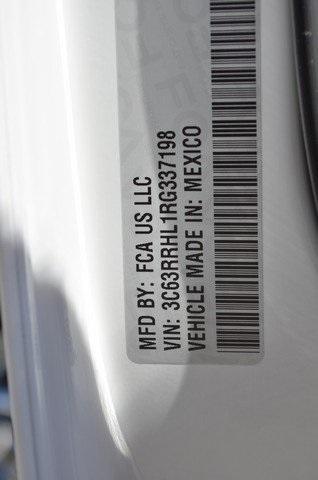 MFD BY: FCA US LLC
VIN: 3C63RRHL1RG337198
VEHICLE MADE IN: MEXICO